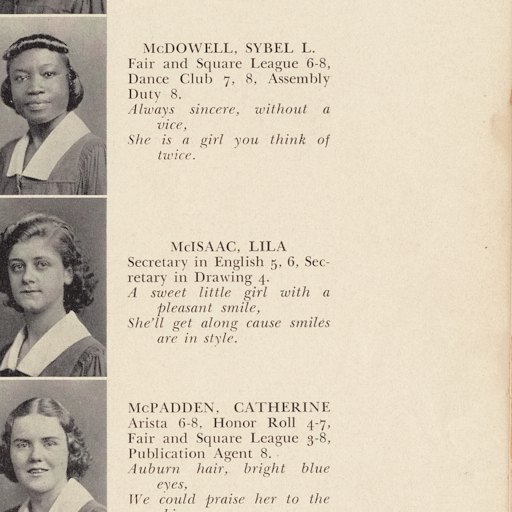 McDOWELL, SYBEL L.
Fair and Square League 6-8,
Dance Club 7, 8, Assembly
Duty 8.
Always sincere, without a
vice,
She is a girl you think of
twice.
McISAAC, LILA
Secretary in English 5, 6, Sec-
retary in Drawing 4.
A sweet little girl with a
pleasant smile,
She'll get along cause smiles
are in style.
McPADDEN, CATHERINE
Arista 6-8, Honor Roll 4-7,
Fair and Square League 3-8,
Publication Agent 8.
Auburn hair, bright blue
eyes,
We could praise her to the